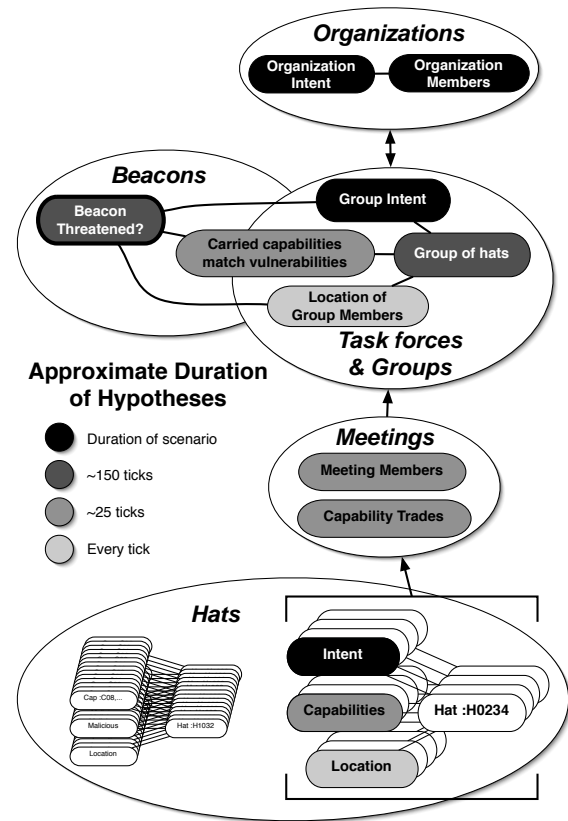 Organizations
Organization
Intent
Organization
Members
Beacons
Beacon
Threatened?
Group Intent
Carried capabilities
match vulnerabilities
Group of hats
Location of
Group Members
Task forces
& Groups
Approximate Duration
of Hypotheses
Duration of scenario
~150 ticks
~25 ticks
Every tick
Meetings
Meeting Members
Capability Trades
Hats
Cap :C08,...
Malicious
Hat :H1032
Location
Intent
Capabilities
Hat :H0234
Location